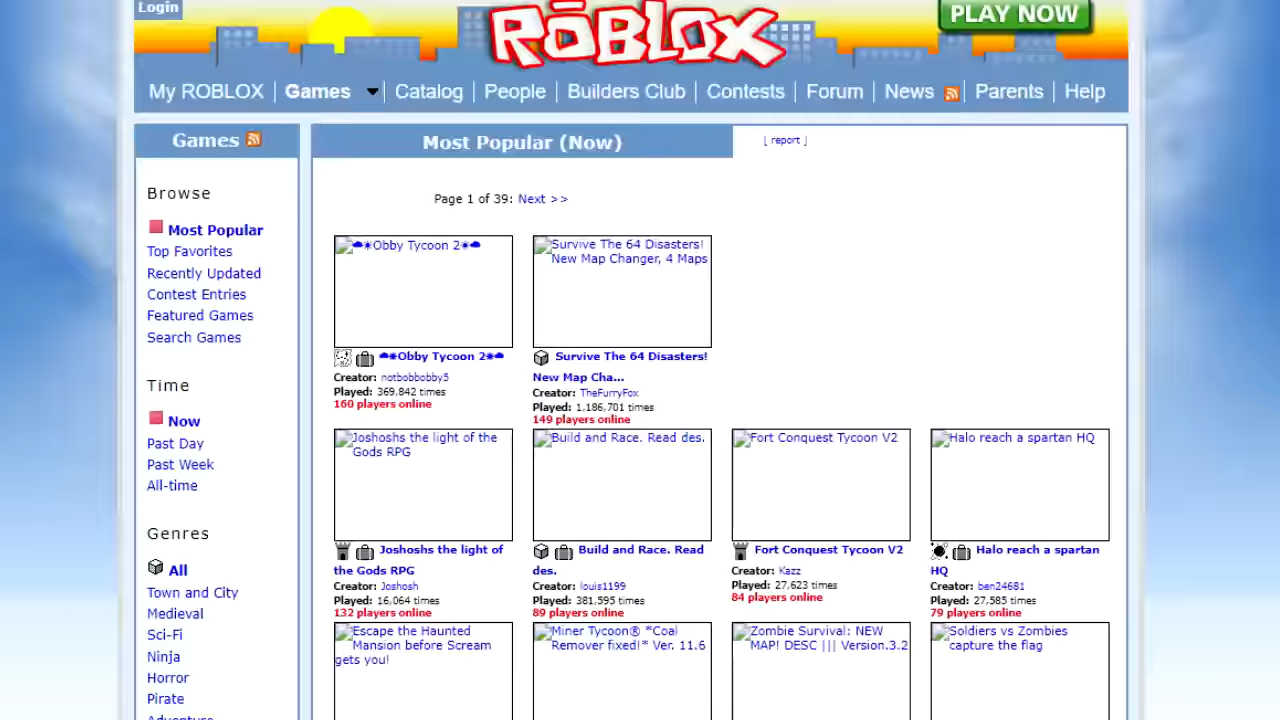 Login
ROBLOX
PLAY NOW
My ROBLOX | Games | Catalog | People | Builders Club | Contests | Forum | News | Parents | Help
Games
Browse
Most Popular
Top Favorites
Recently Updated
Contest Entries
Featured Games
Search Games
Time
Now
Past Day
Past Week
All-time
Genres
All
Town and City
Medieval
Sci-Fi
Ninja
Horror
Pirate
Adventure
Most Popular (Now)
[ report ]
Page 1 of 39: Next >>
☁☀Obby Tycoon 2☀☁
☁☀Obby Tycoon 2☀☁
Creator: notbobbobby5
Played: 369,842 times
160 players online
Survive The 64 Disasters!
New Map Changer, 4 Maps
Survive The 64 Disasters!
New Map Cha...
Creator: TheFurryFox
Played: 1,186,701 times
149 players online
Joshoshs the light of the
Gods RPG
Joshoshs the light of
the Gods RPG
Creator: Joshosh
Played: 16,064 times
132 players online
Build and Race. Read des.
Build and Race. Read
des.
Creator: louis1199
Played: 381,595 times
89 players online
Fort Conquest Tycoon V2
Fort Conquest Tycoon V2
Creator: Kazz
Played: 27,623 times
84 players online
Halo reach a spartan HQ
Halo reach a spartan
HQ
Creator: ben24681
Played: 27,585 times
79 players online
Escape the Haunted
Mansion before Scream
gets you!
Miner Tycoon® *Coal
Remover fixed!* Ver. 11.6
Zombie Survival: NEW
MAP! DESC ||| Version.3.2
Soldiers vs Zombies
capture the flag